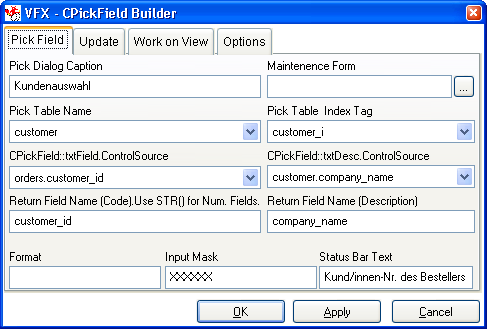 VFX - CPickField Builder
Pick Field Update Work on View Options
Pick Dialog Caption Maintenence Form
Kundenauswahl ...
Pick Table Name Pick Table Index Tag
customer customer_i
CPickField::txtField.ControlSource CPickField::txtDesc.ControlSource
orders.customer_id customer.company_name
Return Field Name (Code).Use STR() for Num. Fields. Return Field Name (Description)
customer_id company_name
Format Input Mask Status Bar Text
XXXXXX Kund/innen-Nr. des Bestellers
OK Apply Cancel